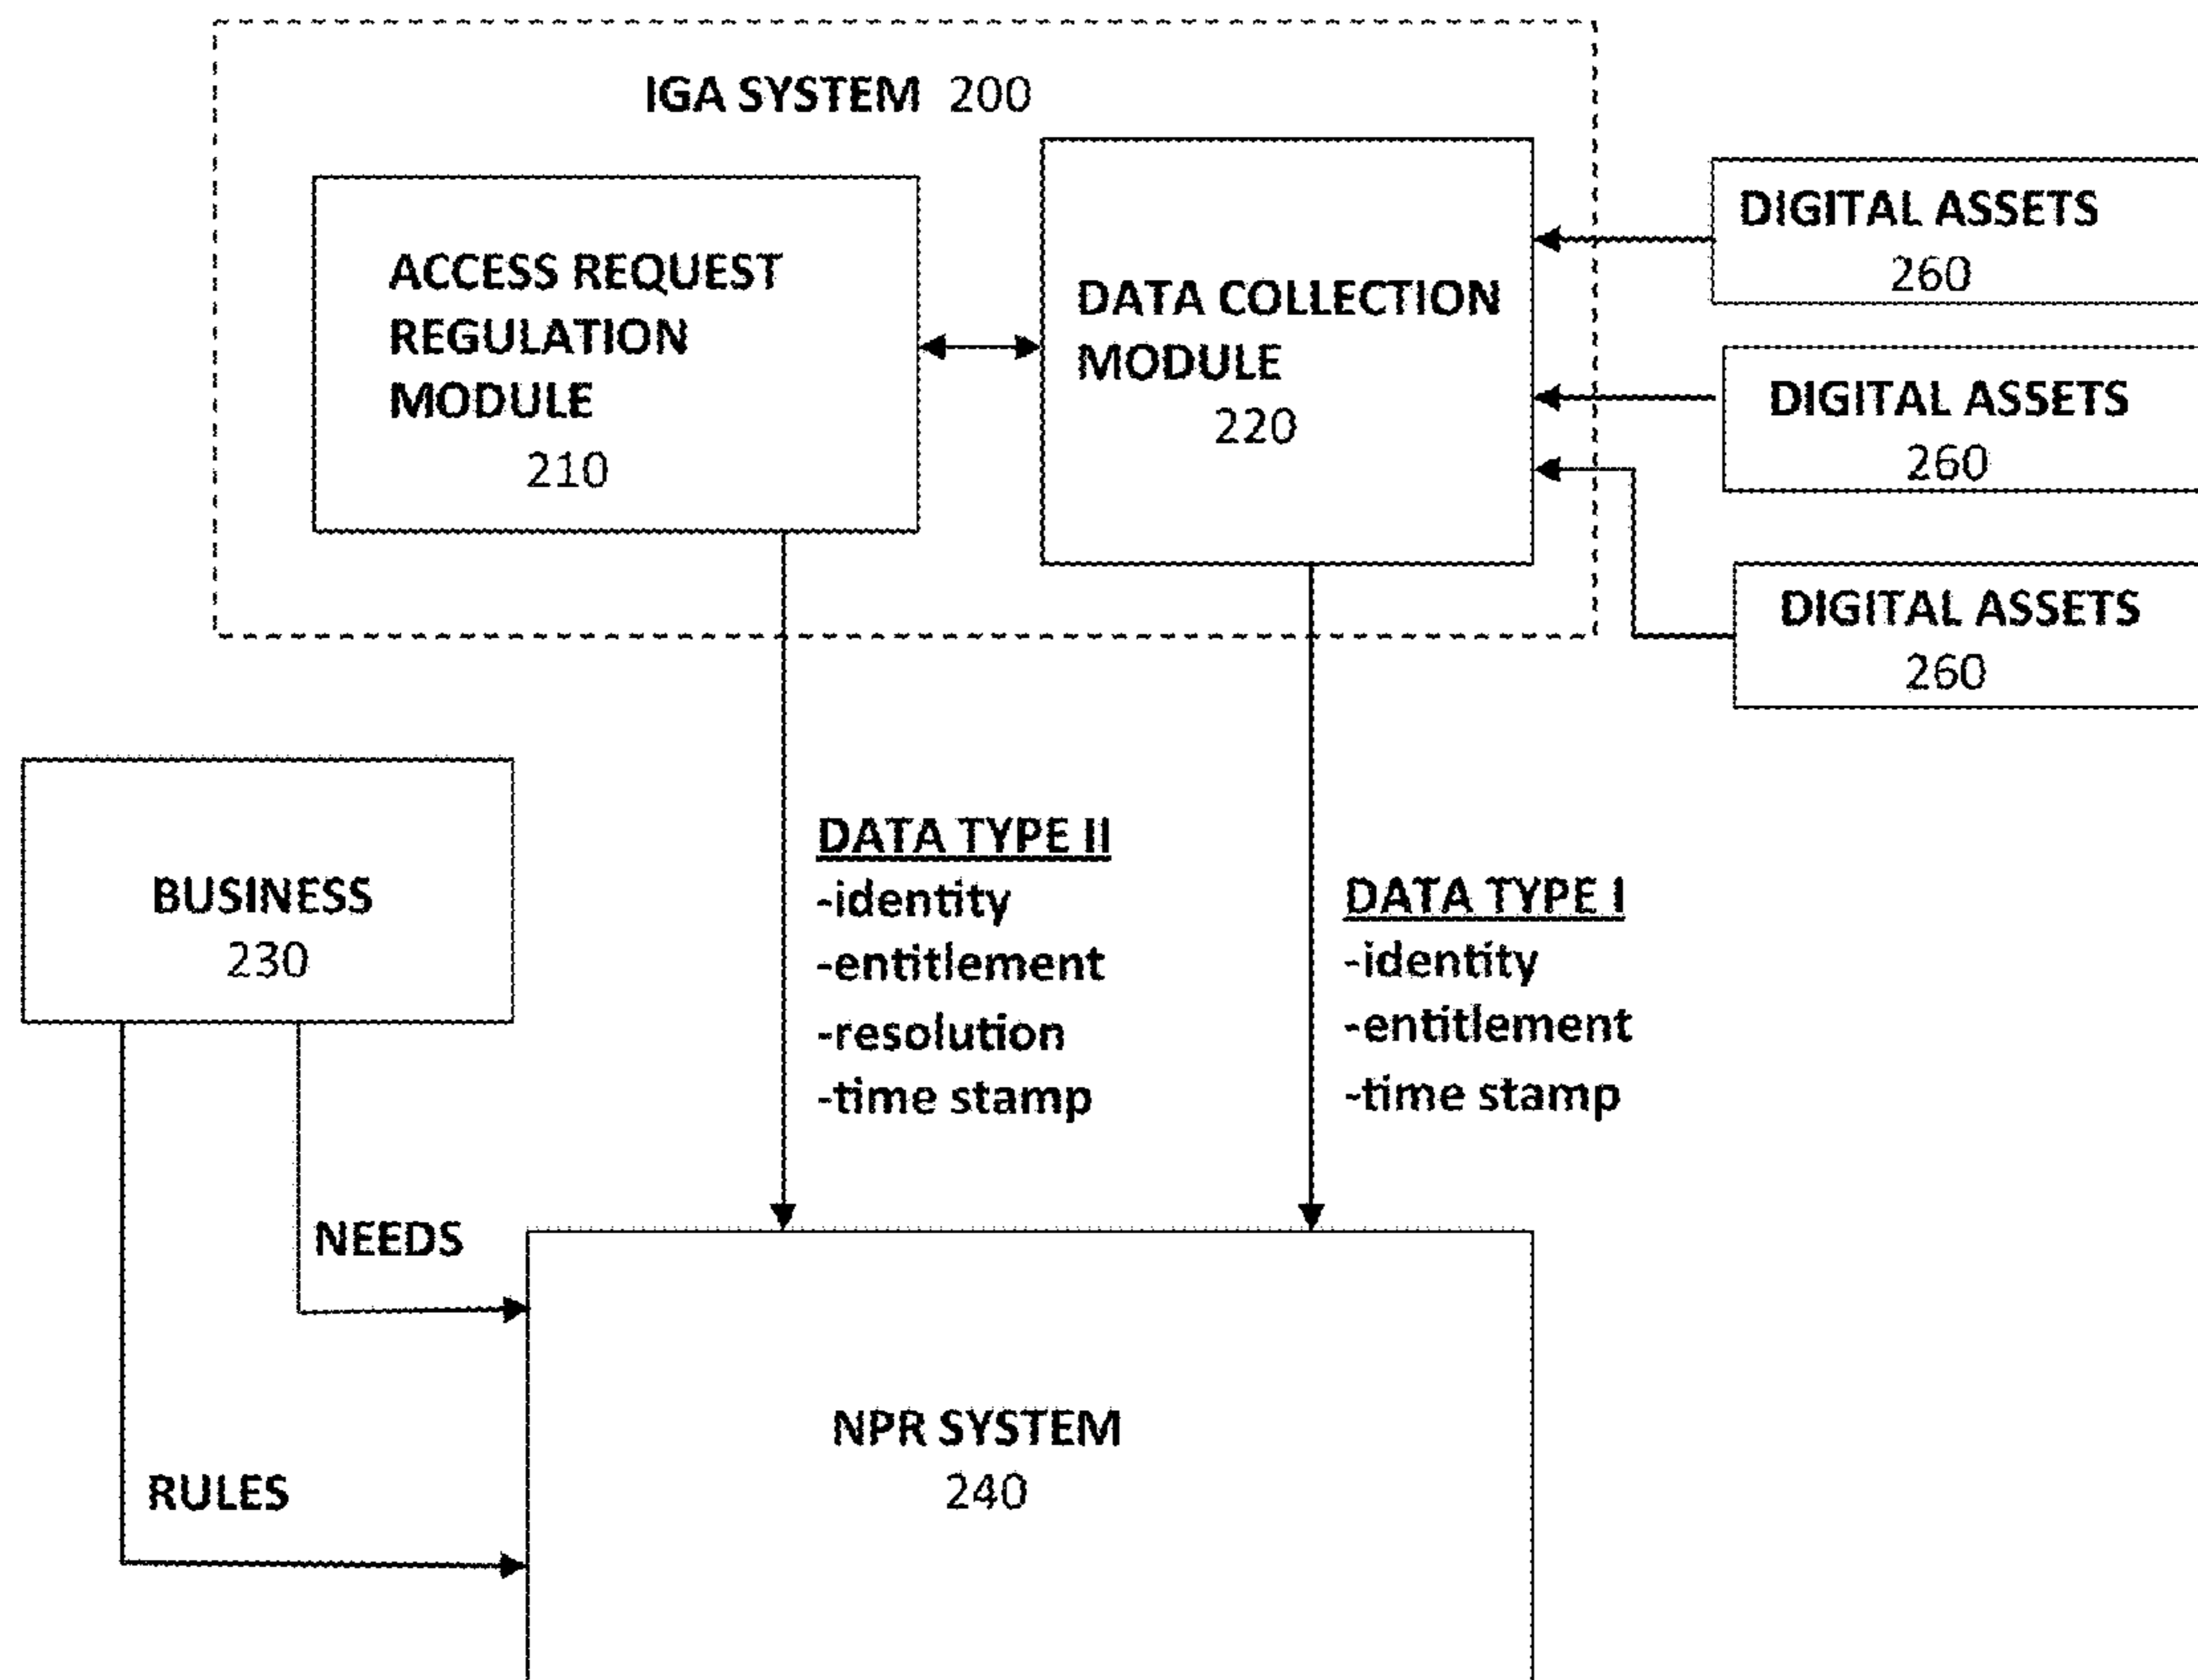 IGA SYSTEM 200
ACCESS REQUEST
REGULATION
MODULE
210
DATA COLLECTION
MODULE
220
DIGITAL ASSETS
260
DIGITAL ASSETS
260
DIGITAL ASSETS
260
BUSINESS
230
DATA TYPE II
-identity
-entitlement
-resolution
-time stamp
DATA TYPE I
-identity
-entitlement
-time stamp
NEEDS
RULES
NPR SYSTEM
240